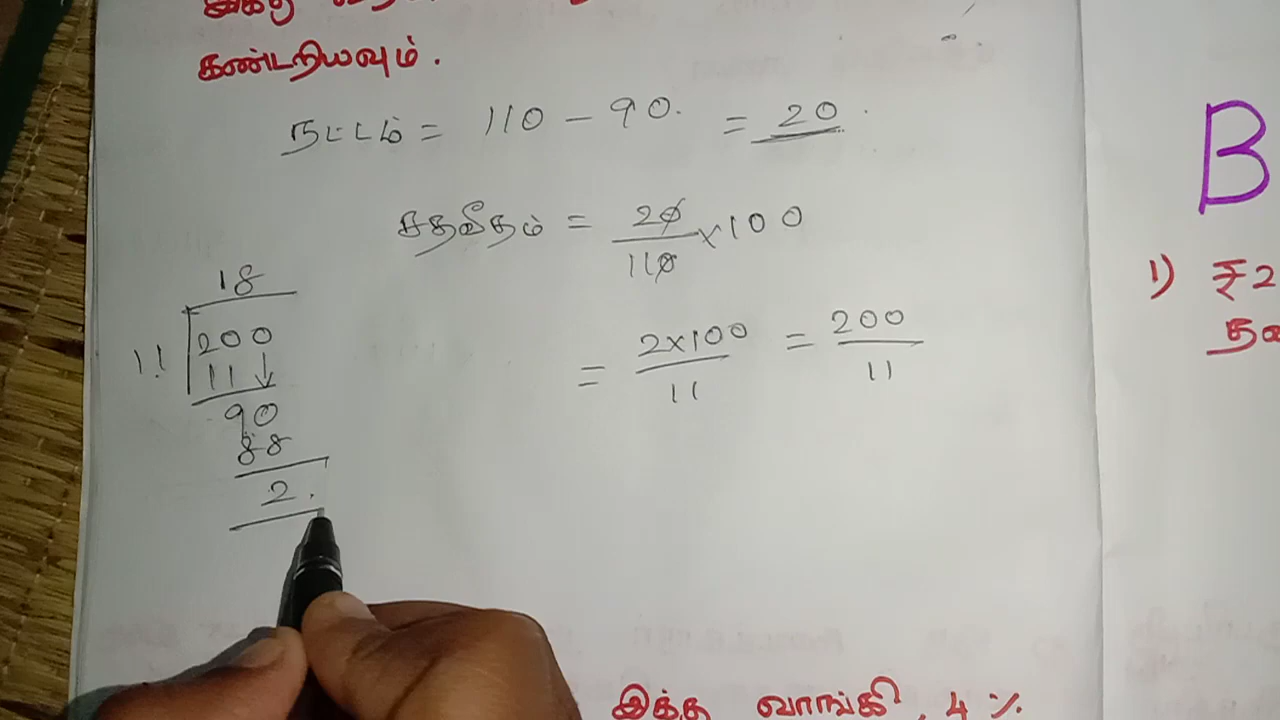 கண்டறியவும்.
நட்டம் = 110 - 90. = 20.
சதவீதம் = 20/110 × 100
= 2×100/11 = 200/11
18
11 200
11 ↓
90
88
2.
B
1) ₹2
இக்கு வாங்கி, 4 %